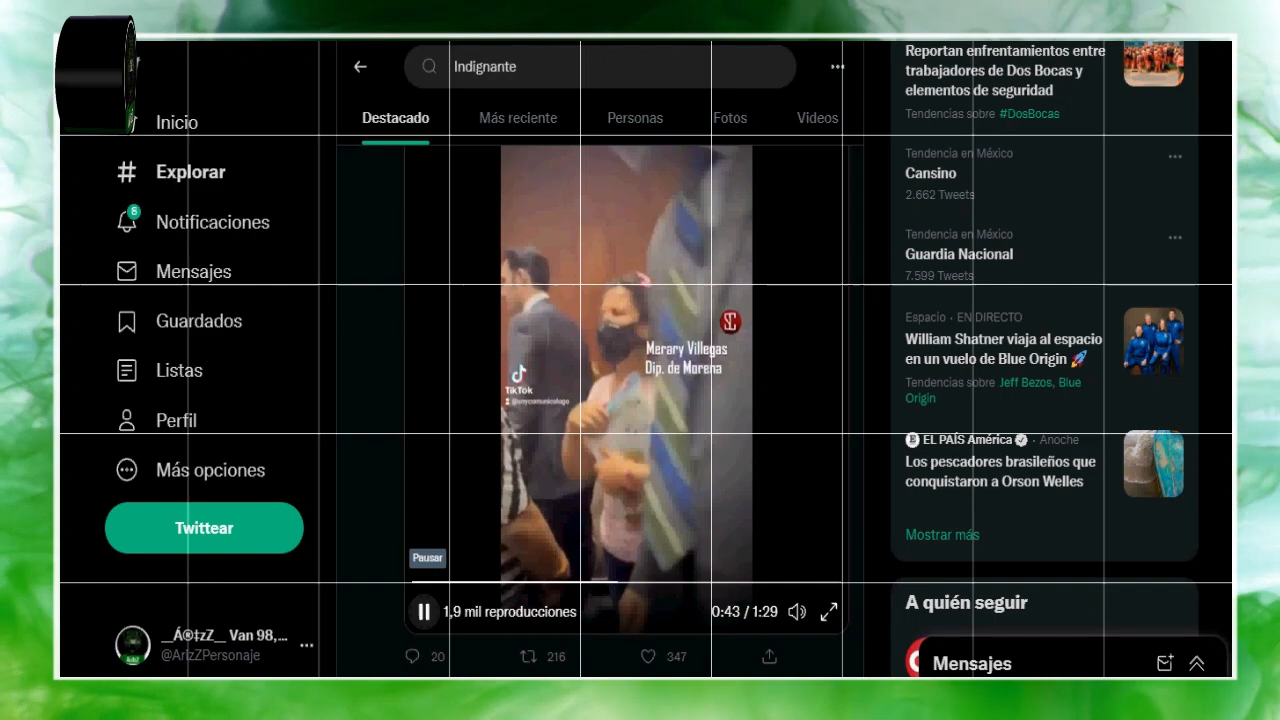 Inicio
Explorar
6
Notificaciones
Mensajes
Guardados
Listas
Perfil
Más opciones
Twittear
__Á®‡zZ__ Van 98,...
@ArIzZPersonaje
Indignante
Destacado
Más reciente
Personas
Fotos
Videos
SC
Merary Villegas
Dip. de Morena
TikTok
@unycomunicologo
Pausar
1,9 mil reproducciones
0:43 / 1:29
20
216
347
Reportan enfrentamientos entre
trabajadores de Dos Bocas y
elementos de seguridad
Tendencias sobre #DosBocas
Tendencia en México
Cansino
2.662 Tweets
Tendencia en México
Guardia Nacional
7.599 Tweets
Espacio · EN DIRECTO
William Shatner viaja al espacio
en un vuelo de Blue Origin 🚀
Tendencias sobre Jeff Bezos, Blue
Origin
EL PAÍS América · Anoche
Los pescadores brasileños que
conquistaron a Orson Welles
Mostrar más
A quién seguir
Mensajes